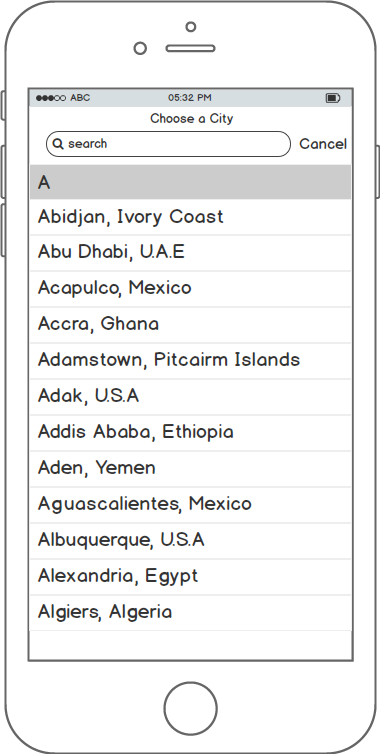 ABC 05:32 PM
Choose a City
search Cancel
A
Abidjan, Ivory Coast
Abu Dhabi, U.A.E
Acapulco, Mexico
Accra, Ghana
Adamstown, Pitcairm Islands
Adak, U.S.A
Addis Ababa, Ethiopia
Aden, Yemen
Aguascalientes, Mexico
Albuquerque, U.S.A
Alexandria, Egypt
Algiers, Algeria